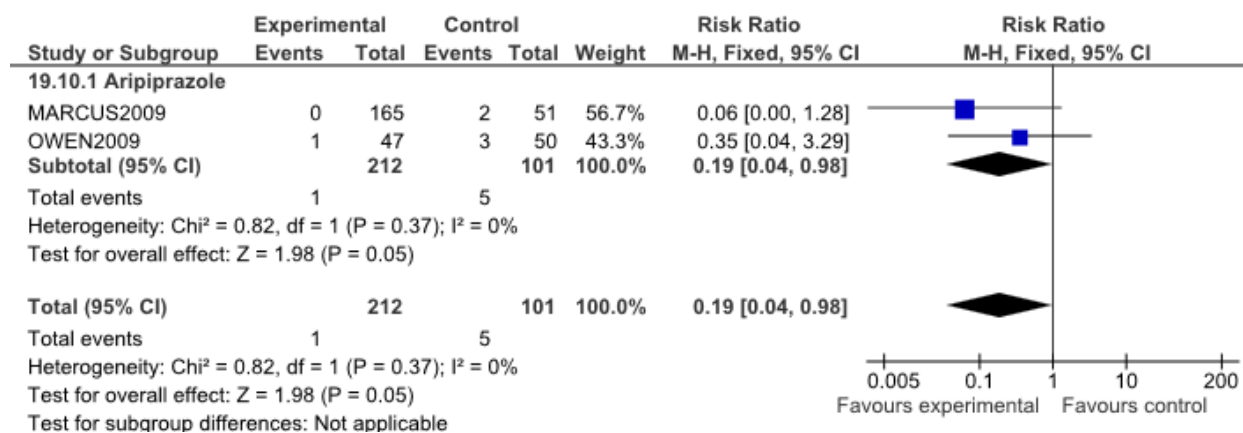 Experimental Control Risk Ratio Risk Ratio
Study or Subgroup Events Total Events Total Weight M-H, Fixed, 95% CI M-H, Fixed, 95% CI
19.10.1 Aripiprazole
MARCUS2009 0 165 2 51 56.7% 0.06 [0.00, 1.28]
OWEN2009 1 47 3 50 43.3% 0.35 [0.04, 3.29]
Subtotal (95% CI) 212 101 100.0% 0.19 [0.04, 0.98]
Total events 1 5
Heterogeneity: Chi² = 0.82, df = 1 (P = 0.37); I² = 0%
Test for overall effect: Z = 1.98 (P = 0.05)
Total (95% CI) 212 101 100.0% 0.19 [0.04, 0.98]
Total events 1 5
Heterogeneity: Chi² = 0.82, df = 1 (P = 0.37); I² = 0%
Test for overall effect: Z = 1.98 (P = 0.05)
Test for subgroup differences: Not applicable
0.005 0.1 1 10 200
Favours experimental Favours control